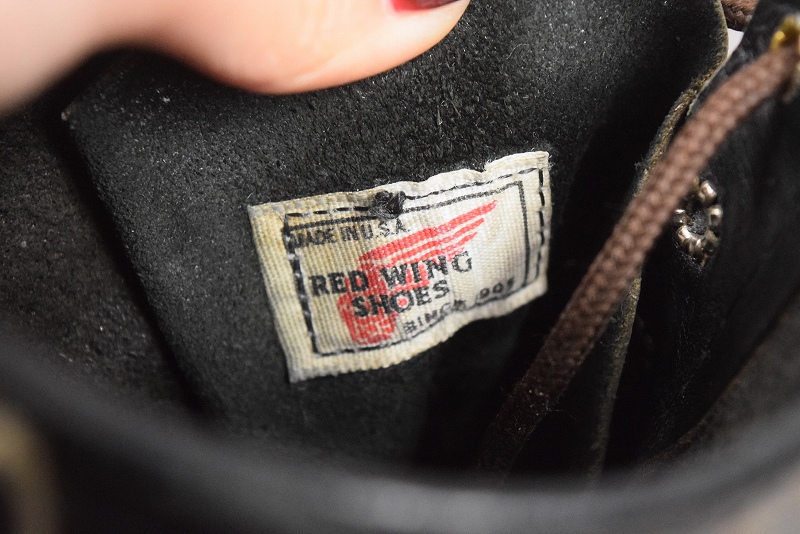 MADE IN U.S.A.
RED WING
SHOES
SINCE 1905